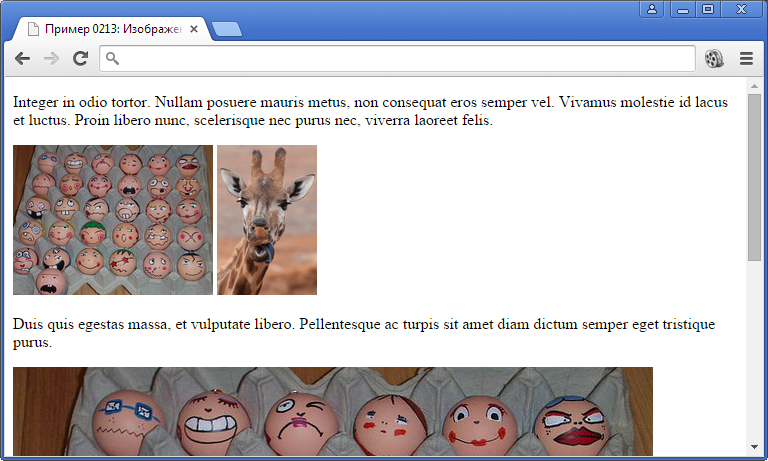 Пример 0213: Изображе
Integer in odio tortor. Nullam posuere mauris metus, non consequat eros semper vel. Vivamus molestie id lacus
et luctus. Proin libero nunc, scelerisque nec purus nec, viverra laoreet felis.
Duis quis egestas massa, et vulputate libero. Pellentesque ac turpis sit amet diam dictum semper eget tristique
purus.